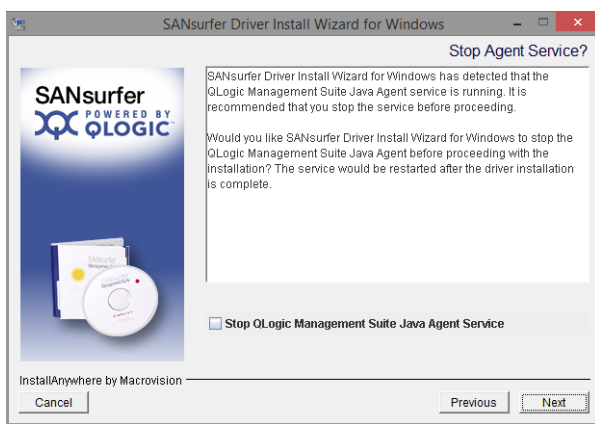 SANsurfer Driver Install Wizard for Windows
Stop Agent Service?
SANsurfer
POWERED BY
QLOGIC
SANsurfer Driver Install Wizard for Windows has detected that the
QLogic Management Suite Java Agent service is running. It is
recommended that you stop the service before proceeding.
Would you like SANsurfer Driver Install Wizard for Windows to stop the
QLogic Management Suite Java Agent before proceeding with the
installation? The service would be restarted after the driver installation
is complete.
SANsurfer
Management Suite
Stop QLogic Management Suite Java Agent Service
InstallAnywhere by Macrovision
Cancel
Previous
Next